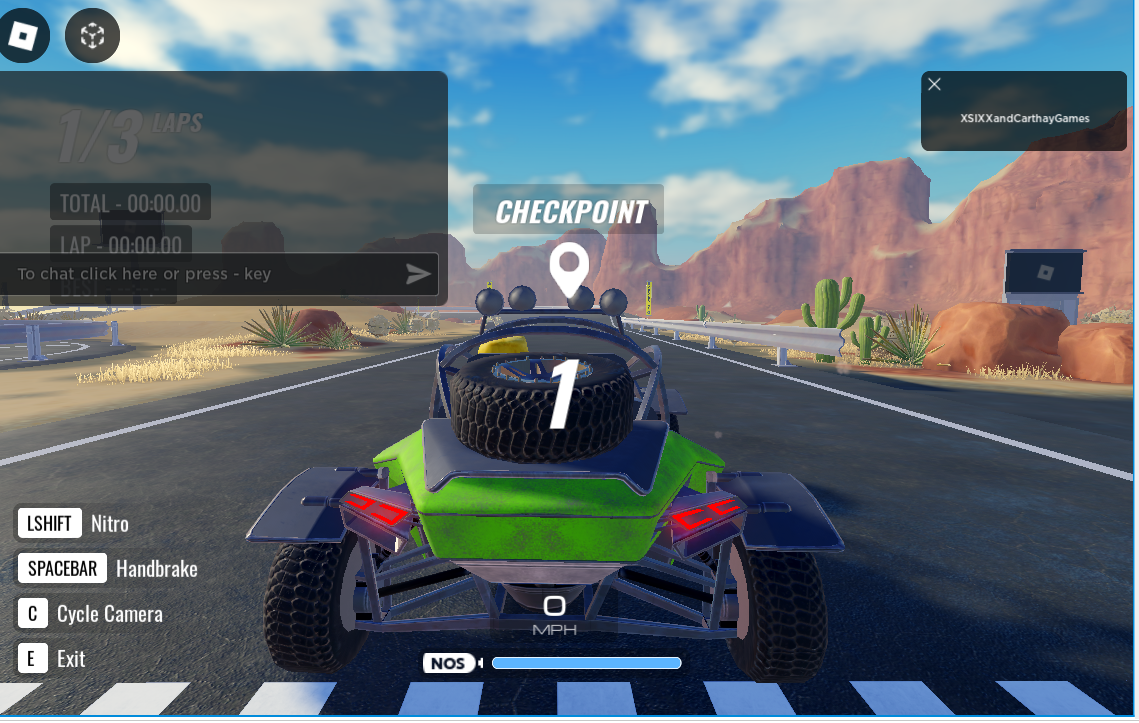 1/3 LAPS
TOTAL - 00:00.00
LAP - 00:00.00
To chat click here or press - key
XSIXXandCarthayGames
CHECKPOINT
1
LSHIFT Nitro
SPACEBAR Handbrake
C Cycle Camera
E Exit
0
MPH
NOS